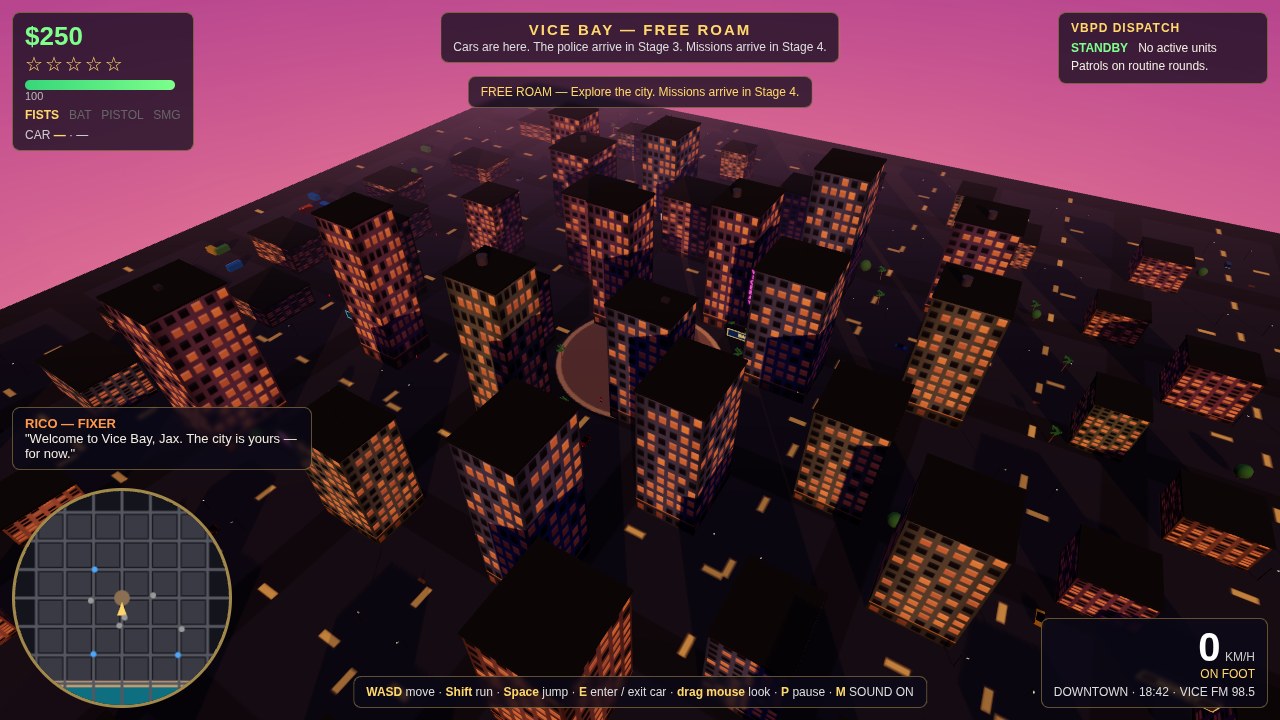 $250
☆☆☆☆☆
100
FISTS BAT PISTOL SMG
CAR — · —
VICE BAY — FREE ROAM
Cars are here. The police arrive in Stage 3. Missions arrive in Stage 4.
FREE ROAM — Explore the city. Missions arrive in Stage 4.
VBPD DISPATCH
STANDBY No active units
Patrols on routine rounds.
RICO — FIXER
"Welcome to Vice Bay, Jax. The city is yours —
for now."
WASD move · Shift run · Space jump · E enter / exit car · drag mouse look · P pause · M SOUND ON
0 KM/H
ON FOOT
DOWNTOWN · 18:42 · VICE FM 98.5